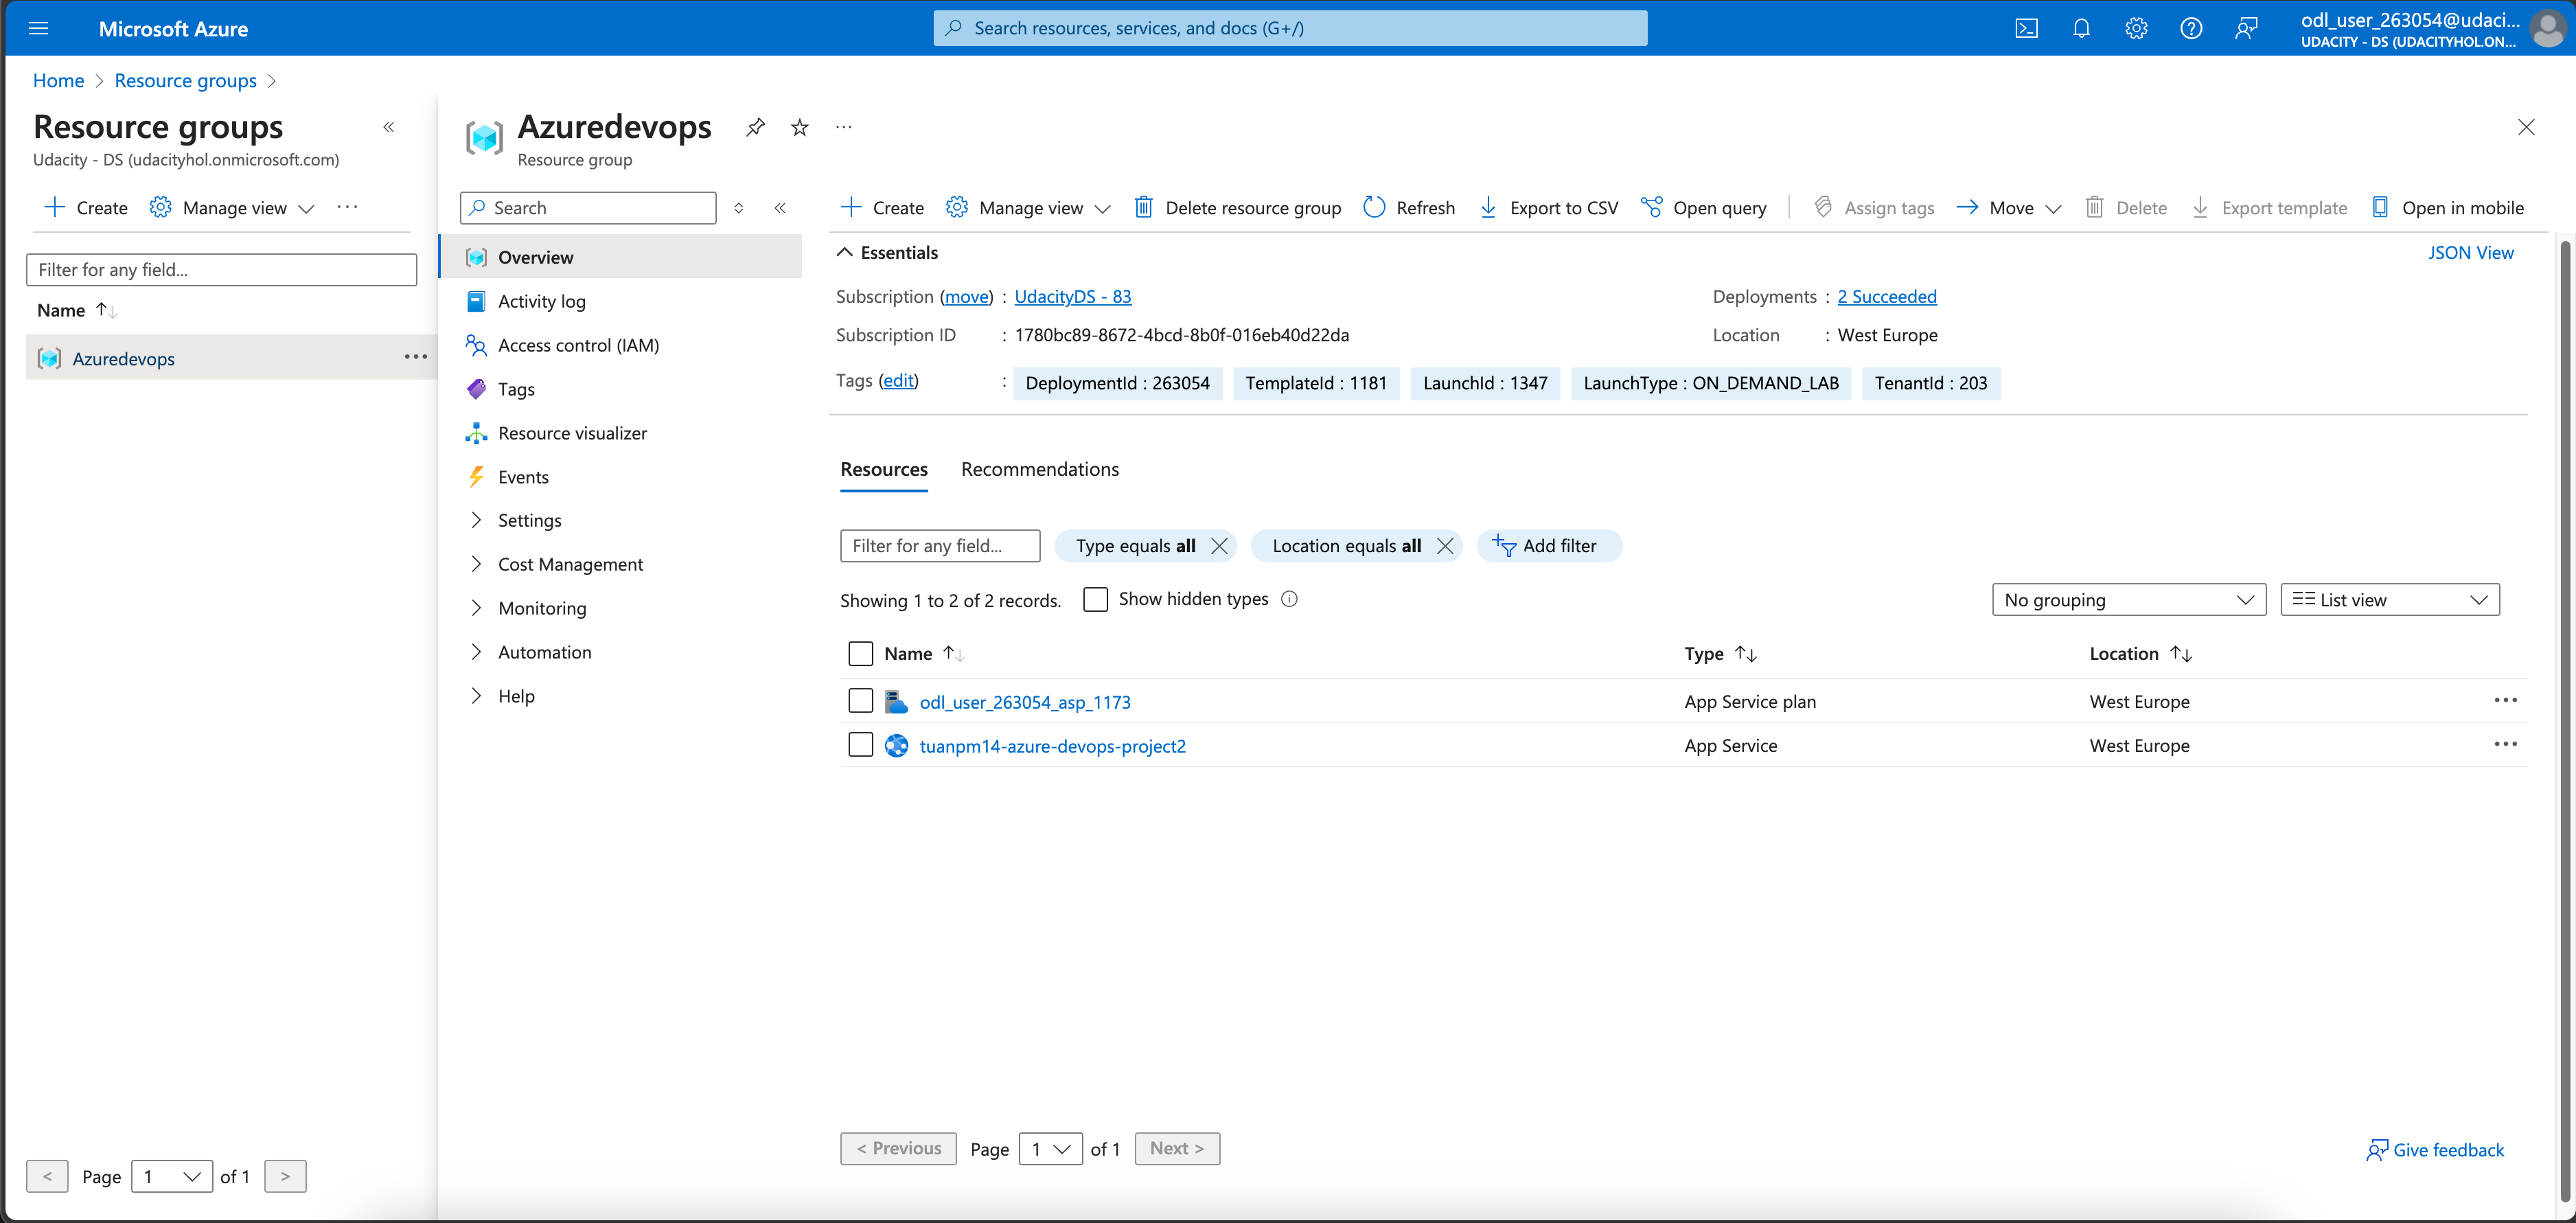 Microsoft Azure
Search resources, services, and docs (G+/)
odl_user_263054@udaci...
UDACITY - DS (UDACITYHOL.ON...
Home > Resource groups >
Resource groups
Udacity - DS (udacityhol.onmicrosoft.com)
+ Create Manage view ...
Filter for any field...
Name
Azuredevops ...
< Page 1 of 1 >
Azuredevops ...
Resource group
Search
Overview
Activity log
Access control (IAM)
Tags
Resource visualizer
Events
Settings
Cost Management
Monitoring
Automation
Help
+ Create Manage view Delete resource group Refresh Export to CSV Open query Assign tags Move Delete Export template Open in mobile
Essentials JSON View
Subscription (move) : UdacityDS - 83 Deployments : 2 Succeeded
Subscription ID : 1780bc89-8672-4bcd-8b0f-016eb40d22da Location : West Europe
Tags (edit) : DeploymentId : 263054 TemplateId : 1181 LaunchId : 1347 LaunchType : ON_DEMAND_LAB TenantId : 203
Resources Recommendations
Filter for any field... Type equals all Location equals all Add filter
Showing 1 to 2 of 2 records. Show hidden types No grouping List view
Name Type Location
odl_user_263054_asp_1173 App Service plan West Europe ...
tuanpm14-azure-devops-project2 App Service West Europe ...
< Previous Page 1 of 1 Next > Give feedback